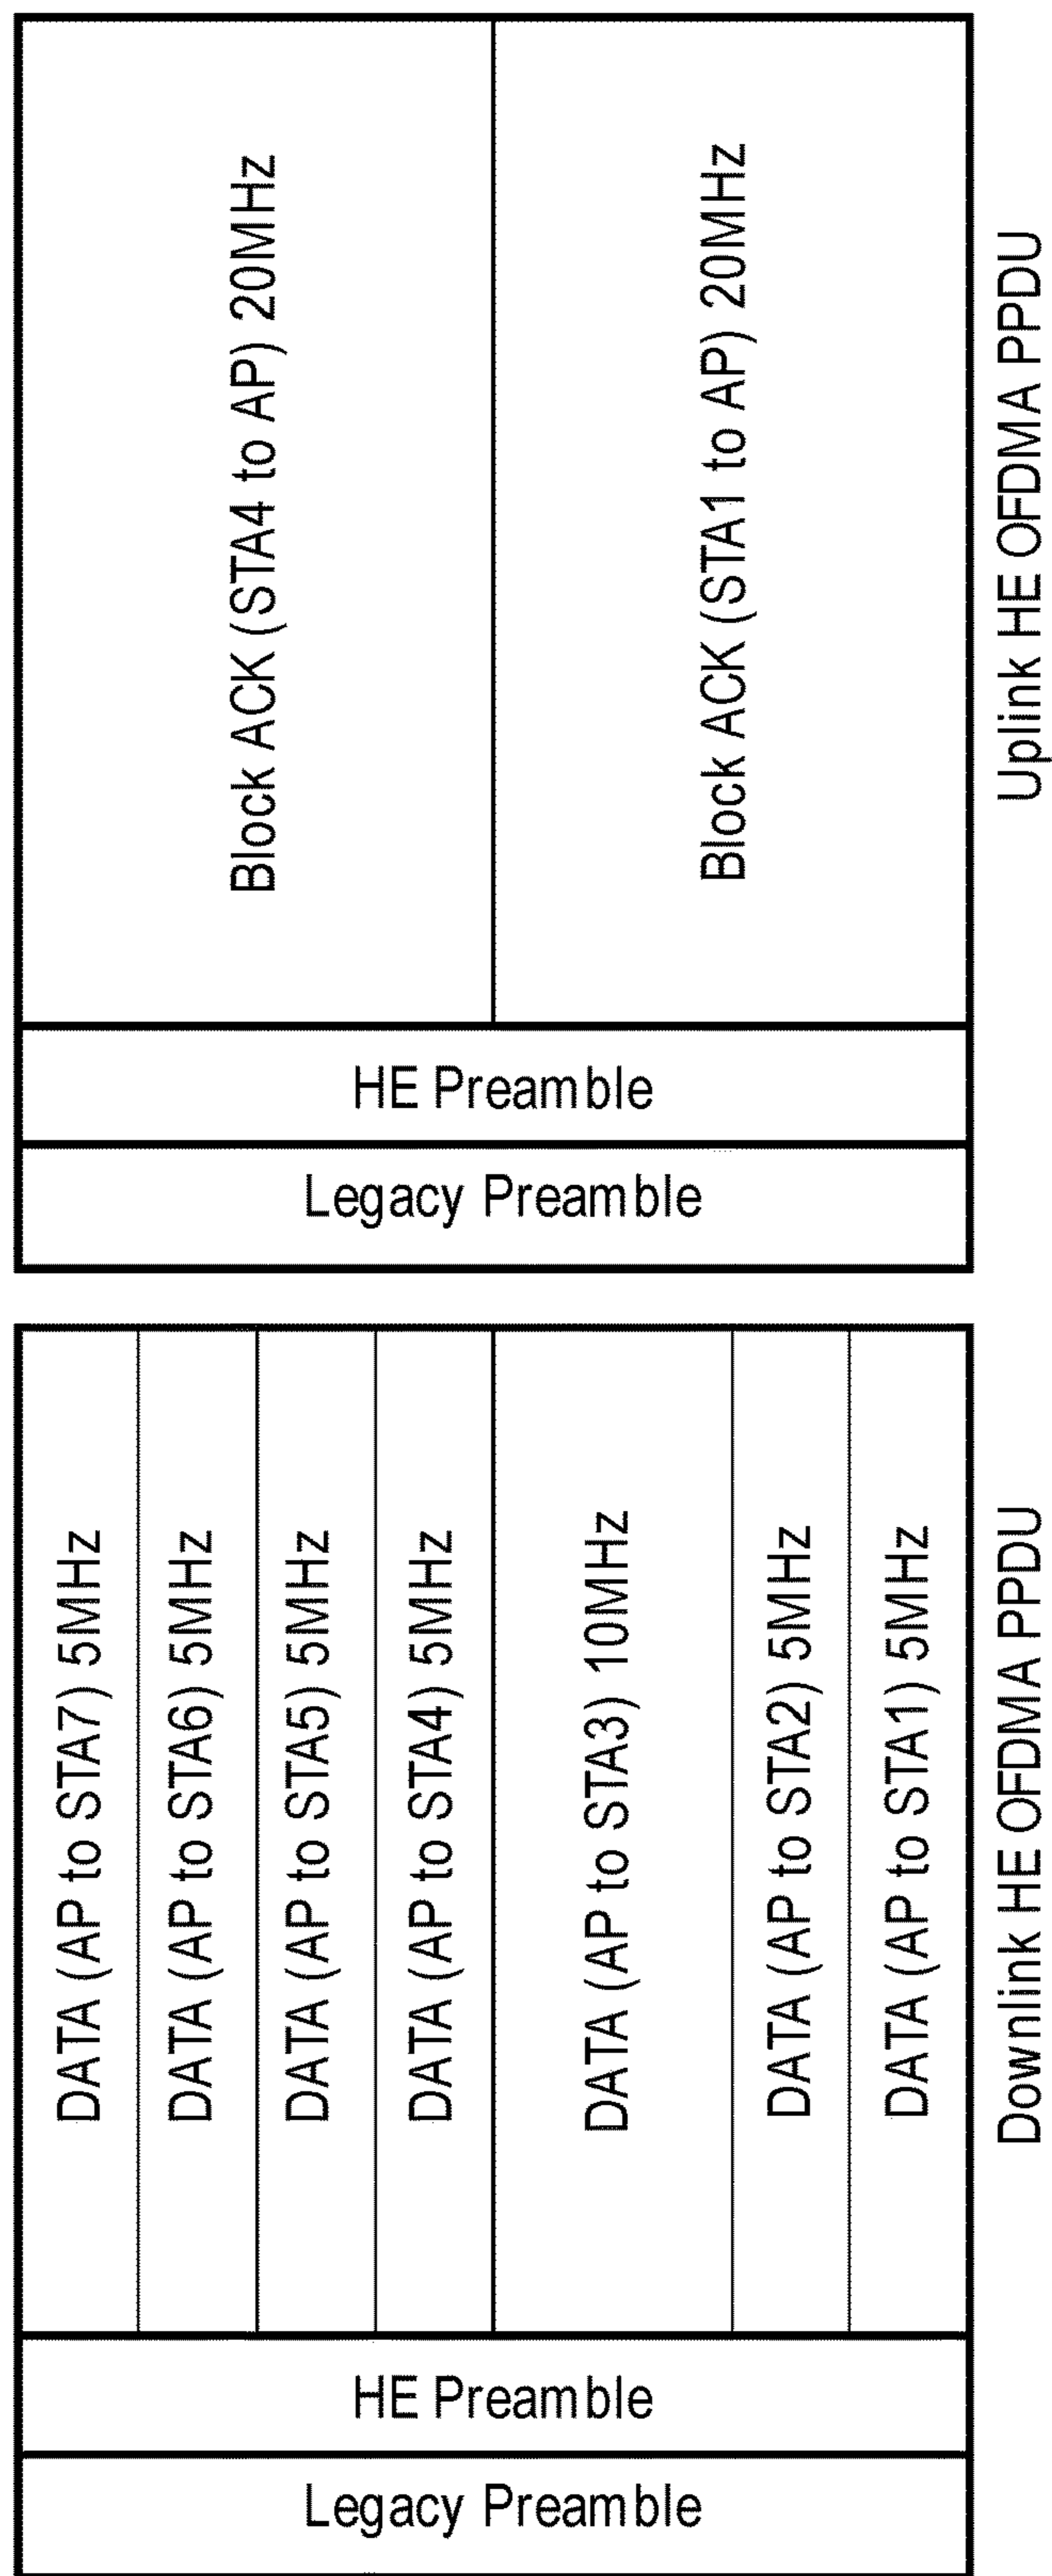 Legacy Preamble
HE Preamble
DATA (AP to STA7) 5MHz
DATA (AP to STA6) 5MHz
DATA (AP to STA5) 5MHz
DATA (AP to STA4) 5MHz
DATA (AP to STA3) 10MHz
DATA (AP to STA2) 5MHz
DATA (AP to STA1) 5MHz
Downlink HE OFDMA PPDU
Legacy Preamble
HE Preamble
Block ACK (STA4 to AP) 20MHz
Block ACK (STA1 to AP) 20MHz
Uplink HE OFDMA PPDU